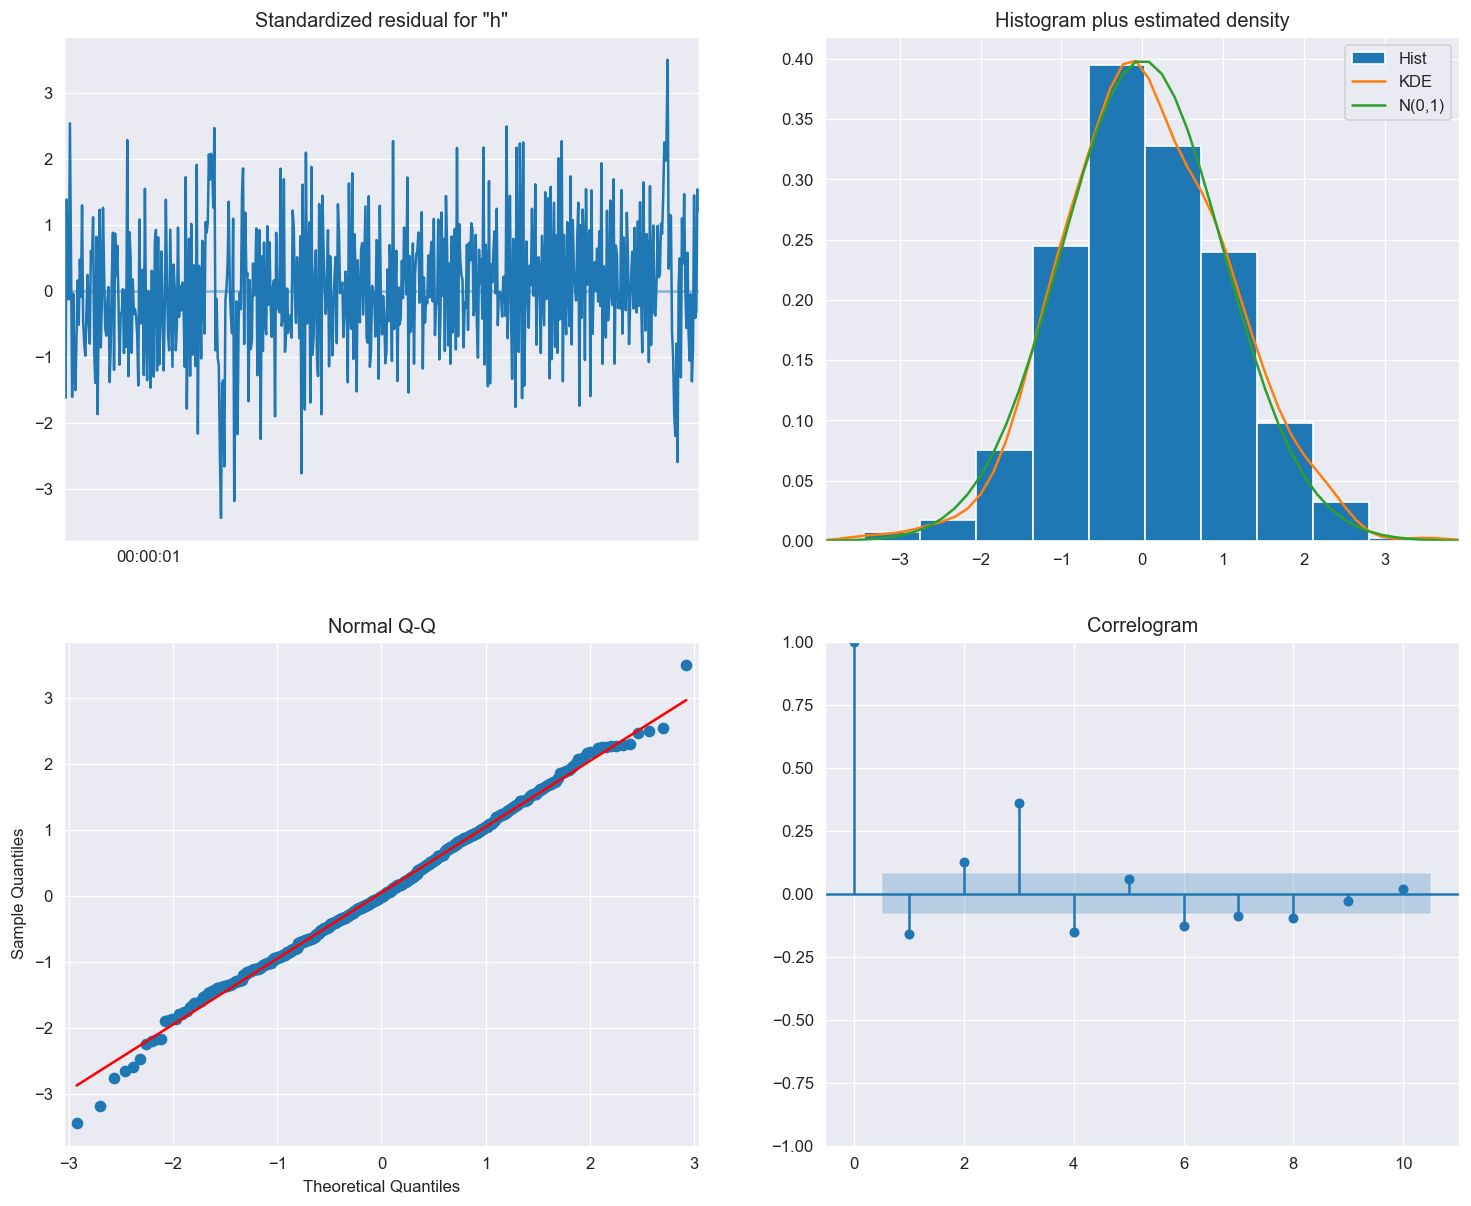 Standardized residual for "h"
3
2
1
0
−1
−2
−3
00:00:01
Histogram plus estimated density
Hist
KDE
N(0,1)
0.40
0.35
0.30
0.25
0.20
0.15
0.10
0.05
0.00
−3 −2 −1 0 1 2 3
Normal Q-Q
Sample Quantiles
3
2
1
0
−1
−2
−3
−3 −2 −1 0 1 2 3
Theoretical Quantiles
Correlogram
1.00
0.75
0.50
0.25
0.00
−0.25
−0.50
−0.75
−1.00
0 2 4 6 8 10